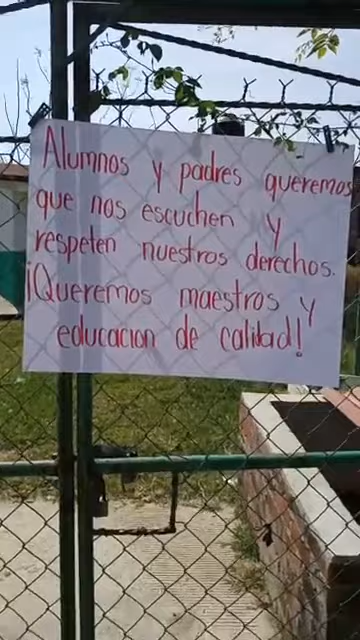 Alumnos y padres queremos
que nos escuchen y
respeten nuestros derechos.
¡Queremos maestros y
educacion de calidad!